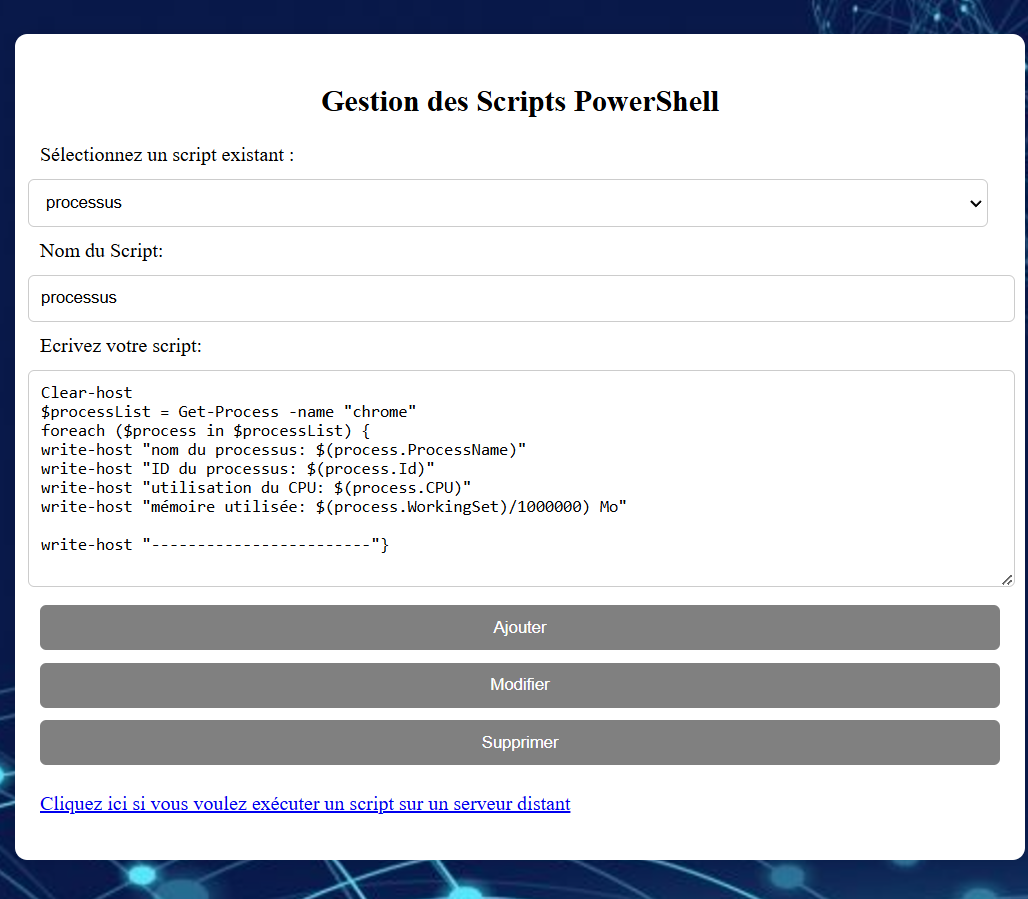 Gestion des Scripts PowerShell
Sélectionnez un script existant :
processus
Nom du Script:
processus
Ecrivez votre script:
Clear-host
$processList = Get-Process -name "chrome"
foreach ($process in $processList) {
write-host "nom du processus: $(process.ProcessName)"
write-host "ID du processus: $(process.Id)"
write-host "utilisation du CPU: $(process.CPU)"
write-host "mémoire utilisée: $(process.WorkingSet)/1000000) Mo"
write-host "------------------------"}
Ajouter
Modifier
Supprimer
Cliquez ici si vous voulez exécuter un script sur un serveur distant